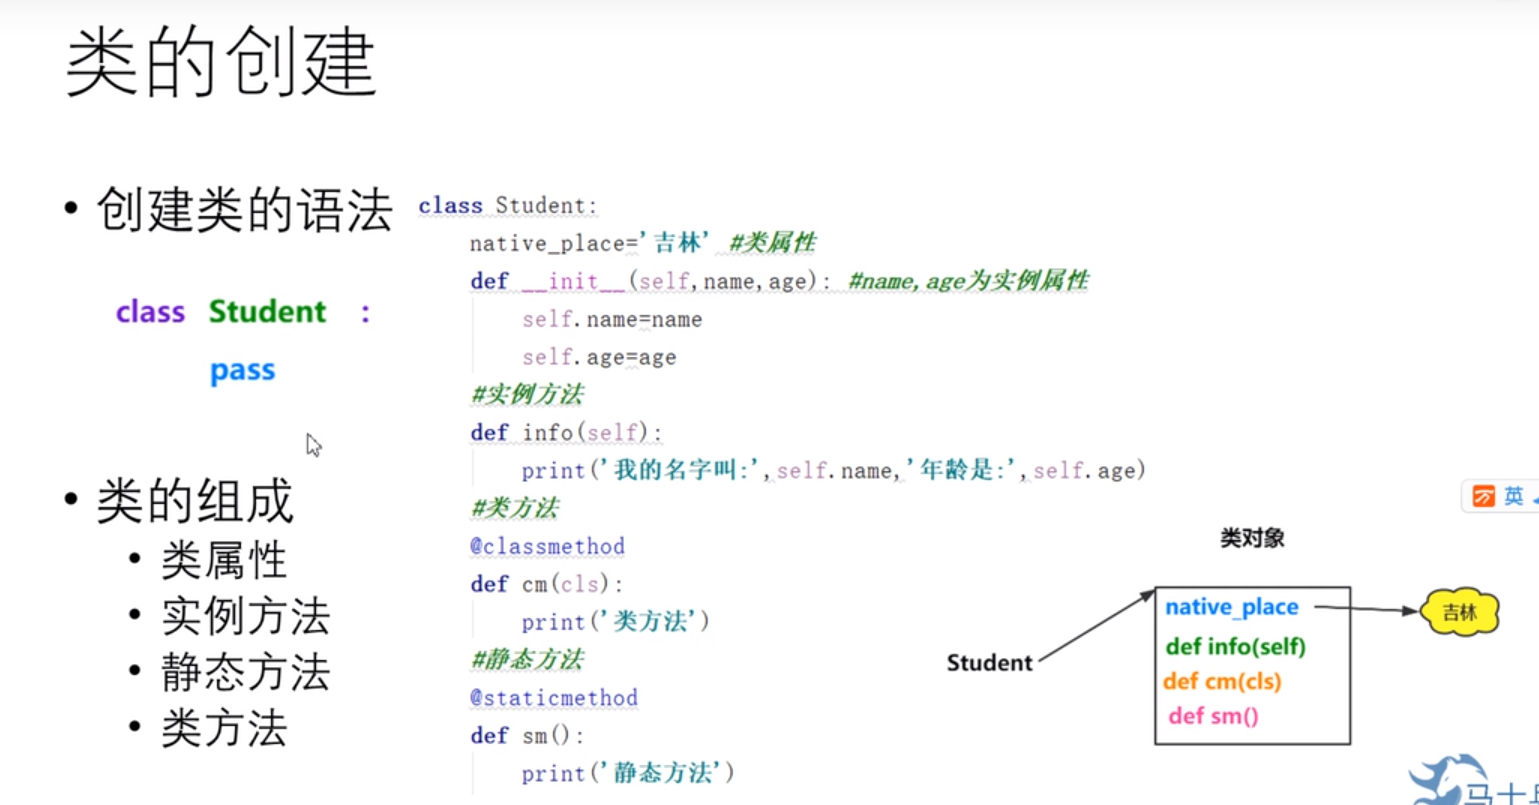 类的创建
• 创建类的语法
class Student :
pass
• 类的组成
• 类属性
• 实例方法
• 静态方法
• 类方法
class Student:
native_place='吉林' #类属性
def __init__(self,name,age): #name,age为实例属性
self.name=name
self.age=age
#实例方法
def info(self):
print('我的名字叫:',self.name,'年龄是:',self.age)
#类方法
@classmethod
def cm(cls):
print('类方法')
#静态方法
@staticmethod
def sm():
print('静态方法')
类对象
Student
native_place
吉林
def info(self)
def cm(cls)
def sm()
英
马士